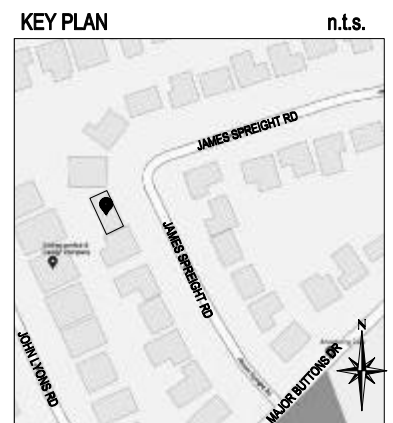 KEY PLAN
n.t.s.
JAMES SPREIGHT RD
JAMES SPREIGHT RD
JOHN LYONS RD
MAJOR BUTTONS DR
N